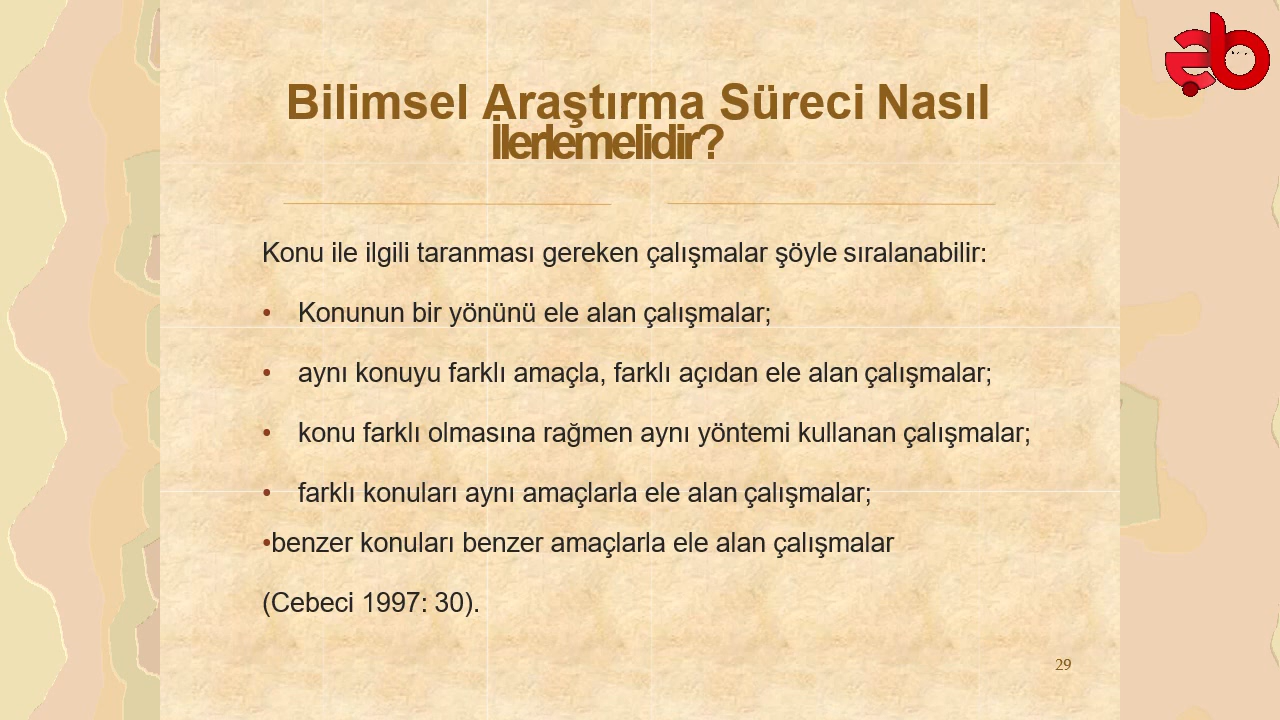 Bilimsel Araştırma Süreci Nasıl
İlerlemelidir?
Konu ile ilgili taranması gereken çalışmalar şöyle sıralanabilir:
• Konunun bir yönünü ele alan çalışmalar;
• aynı konuyu farklı amaçla, farklı açıdan ele alan çalışmalar;
• konu farklı olmasına rağmen aynı yöntemi kullanan çalışmalar;
• farklı konuları aynı amaçlarla ele alan çalışmalar;
•benzer konuları benzer amaçlarla ele alan çalışmalar
(Cebeci 1997: 30).
29